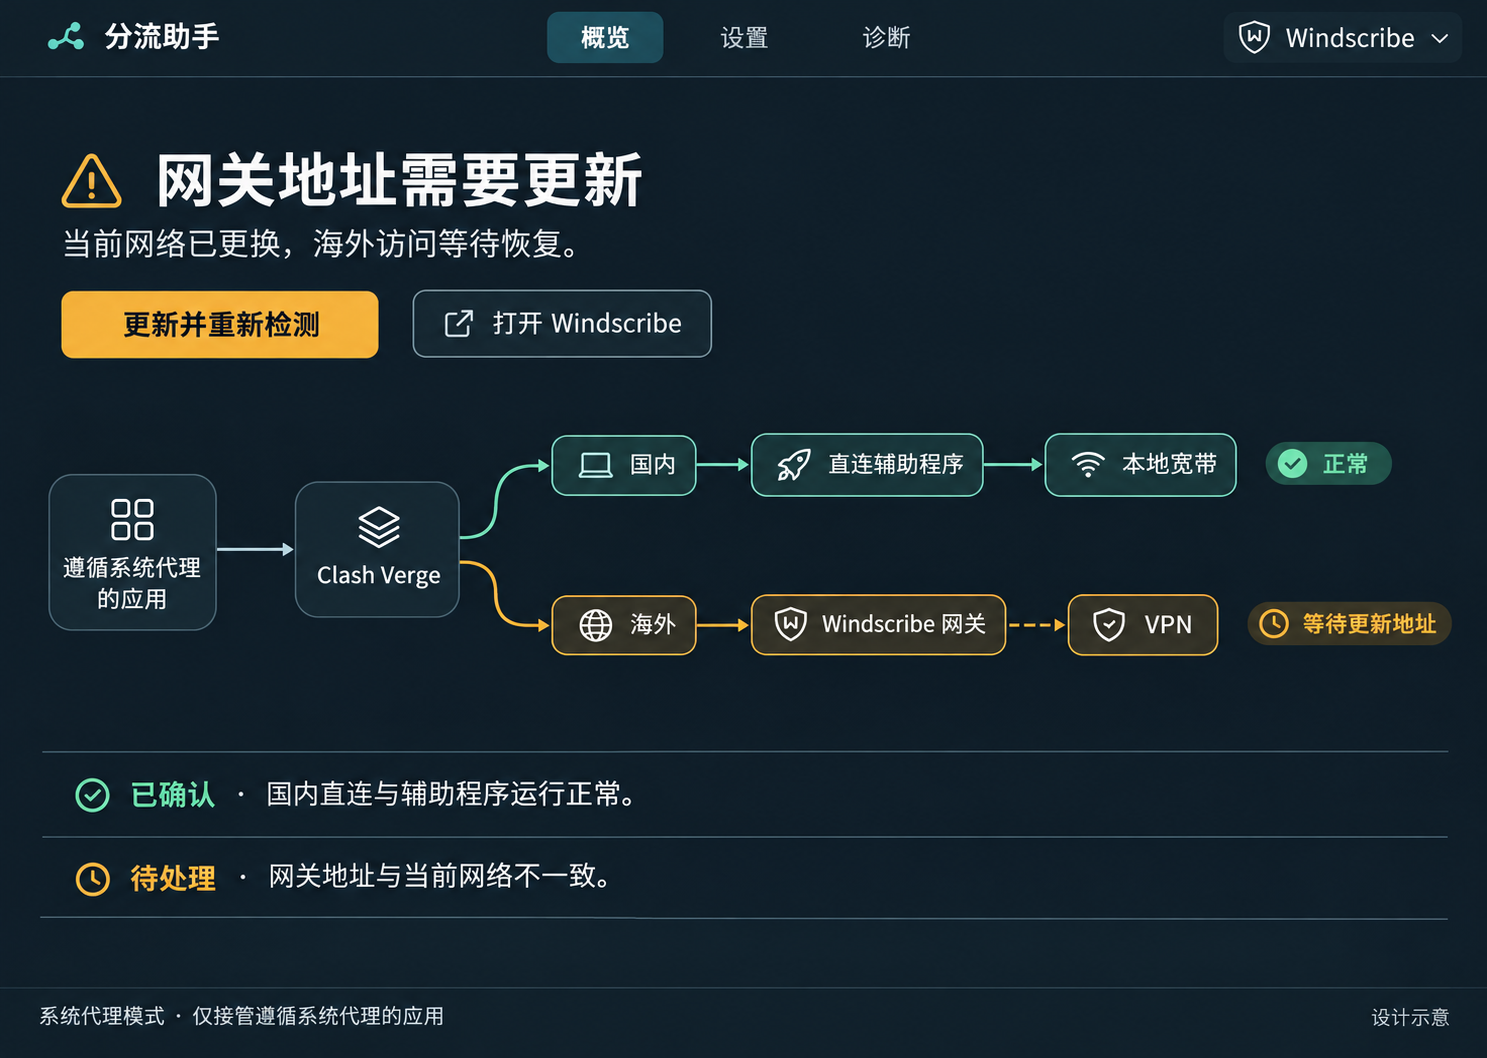 分流助手
概览
设置
诊断
Windscribe
网关地址需要更新
当前网络已更换，海外访问等待恢复。
更新并重新检测
打开 Windscribe
遵循系统代理
的应用
Clash Verge
国内
直连辅助程序
本地宽带
正常
海外
Windscribe 网关
VPN
等待更新地址
已确认 · 国内直连与辅助程序运行正常。
待处理 · 网关地址与当前网络不一致。
系统代理模式 · 仅接管遵循系统代理的应用
设计示意